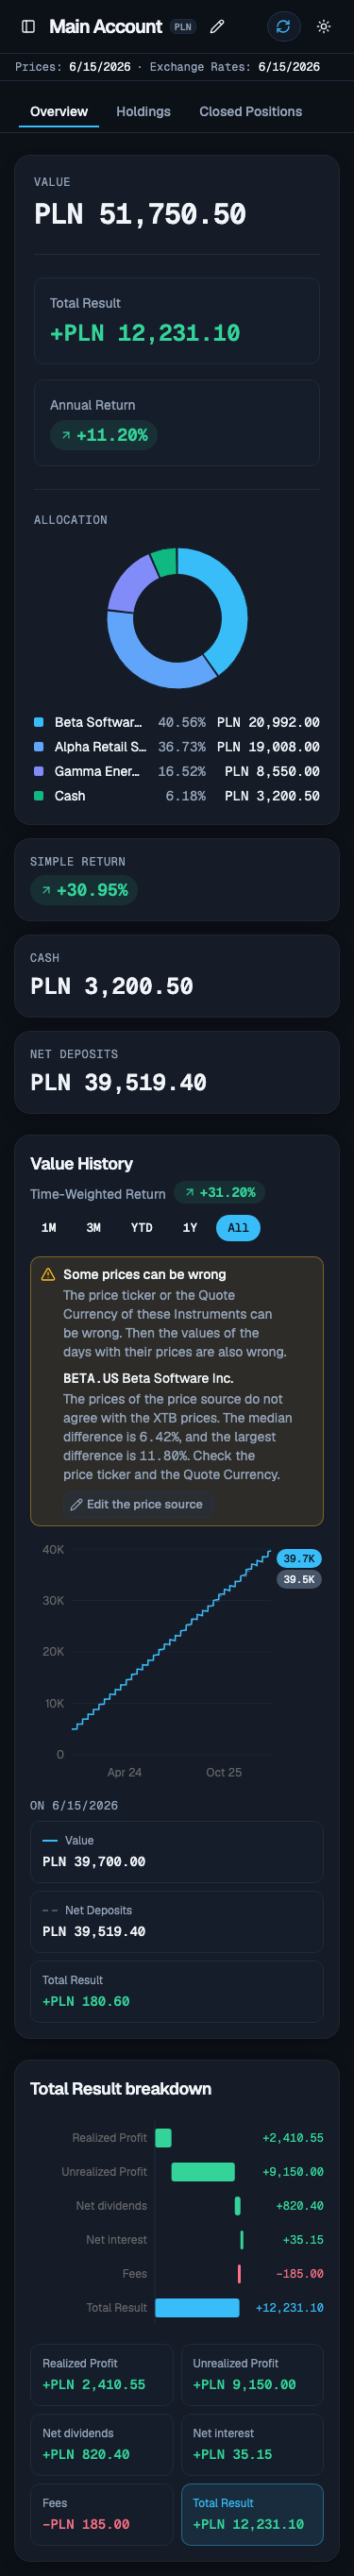 Main Account PLN
Prices: 6/15/2026 · Exchange Rates: 6/15/2026
Overview Holdings Closed Positions
VALUE
PLN 51,750.50
Total Result
+PLN 12,231.10
Annual Return
+11.20%
ALLOCATION
Beta Softwar… 40.56% PLN 20,992.00
Alpha Retail S… 36.73% PLN 19,008.00
Gamma Ener… 16.52% PLN 8,550.00
Cash 6.18% PLN 3,200.50
SIMPLE RETURN
+30.95%
CASH
PLN 3,200.50
NET DEPOSITS
PLN 39,519.40
Value History
Time-Weighted Return +31.20%
1M 3M YTD 1Y All
Some prices can be wrong
The price ticker or the Quote
Currency of these Instruments can
be wrong. Then the values of the
days with their prices are also wrong.
BETA.US Beta Software Inc.
The prices of the price source do not
agree with the XTB prices. The median
difference is 6.42%, and the largest
difference is 11.80%. Check the
price ticker and the Quote Currency.
Edit the price source
40K
39.7K
39.5K
30K
20K
10K
0
Apr 24 Oct 25
ON 6/15/2026
Value
PLN 39,700.00
Net Deposits
PLN 39,519.40
Total Result
+PLN 180.60
Total Result breakdown
Realized Profit +2,410.55
Unrealized Profit +9,150.00
Net dividends +820.40
Net interest +35.15
Fees −185.00
Total Result +12,231.10
Realized Profit Unrealized Profit
+PLN 2,410.55 +PLN 9,150.00
Net dividends Net interest
+PLN 820.40 +PLN 35.15
Fees Total Result
−PLN 185.00 +PLN 12,231.10